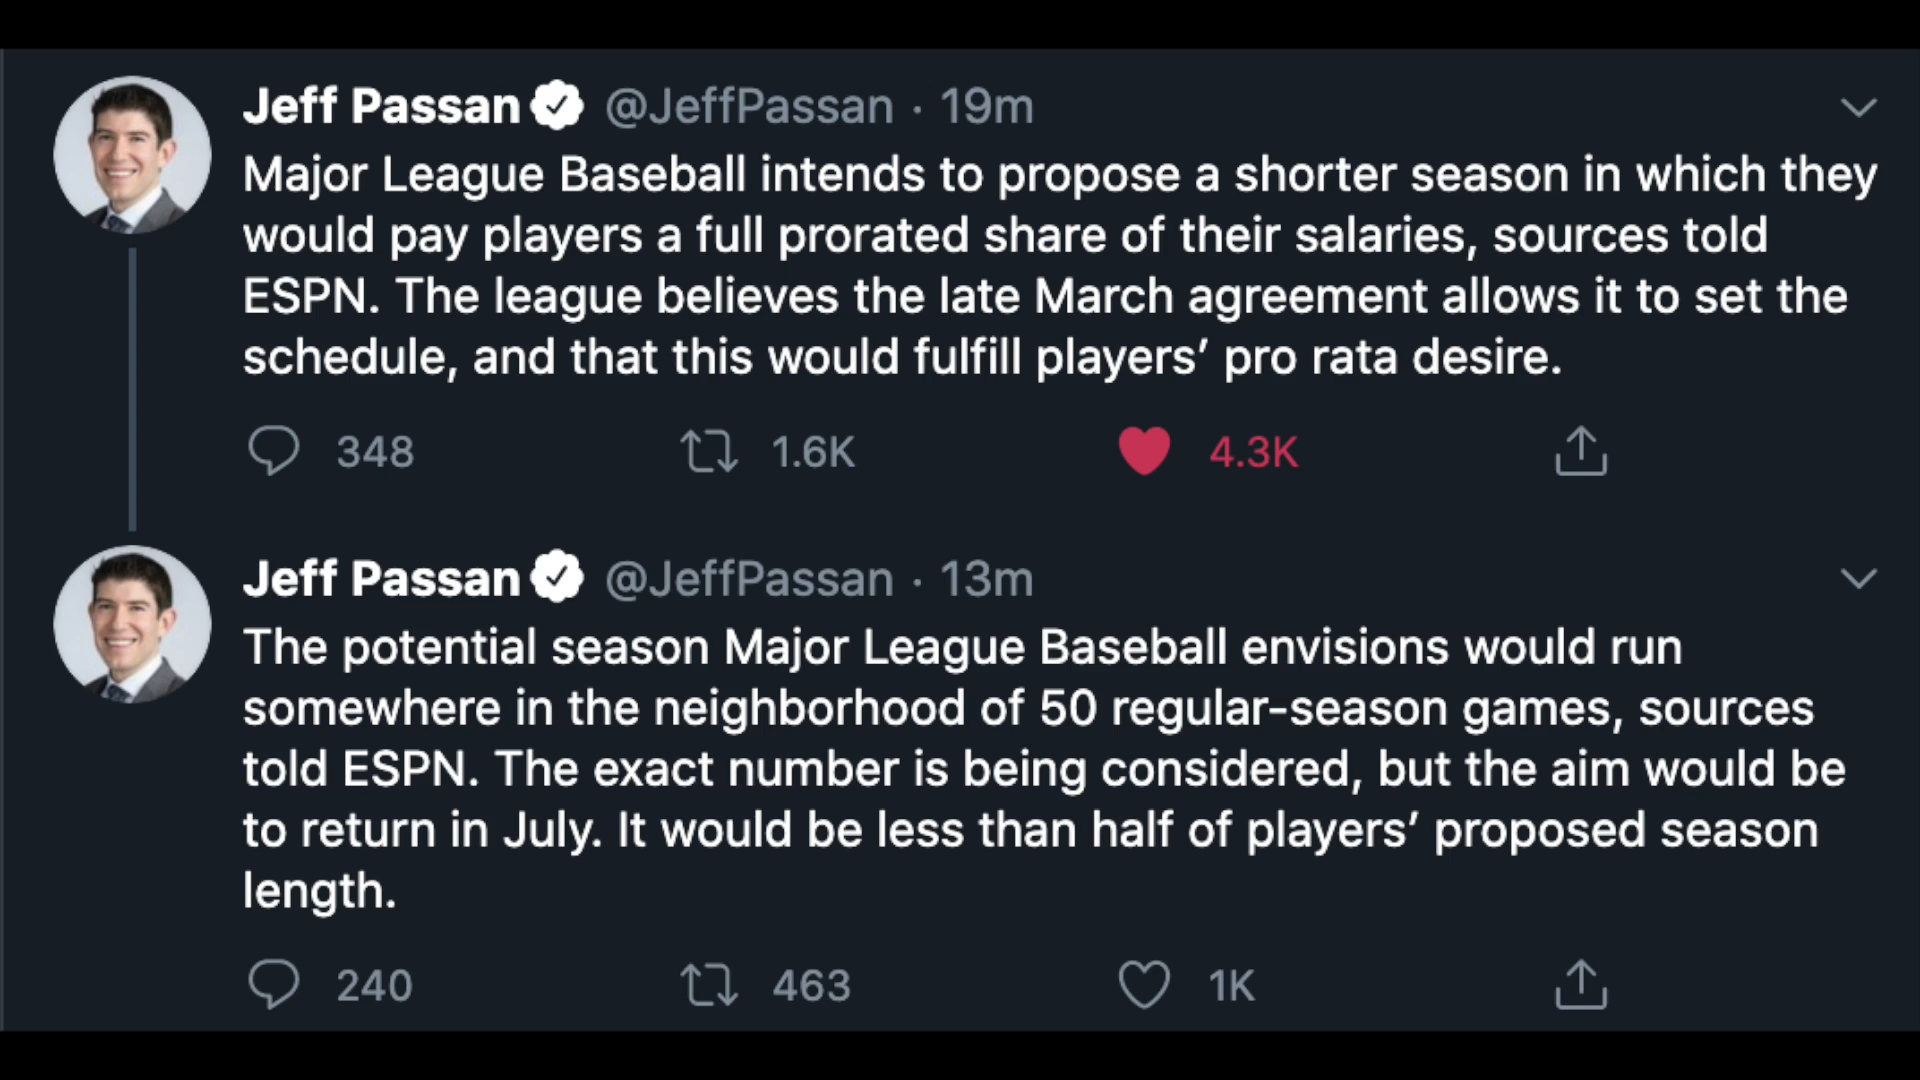 Jeff Passan @JeffPassan · 19m
Major League Baseball intends to propose a shorter season in which they
would pay players a full prorated share of their salaries, sources told
ESPN. The league believes the late March agreement allows it to set the
schedule, and that this would fulfill players’ pro rata desire.
348 1.6K 4.3K
Jeff Passan @JeffPassan · 13m
The potential season Major League Baseball envisions would run
somewhere in the neighborhood of 50 regular-season games, sources
told ESPN. The exact number is being considered, but the aim would be
to return in July. It would be less than half of players’ proposed season
length.
240 463 1K